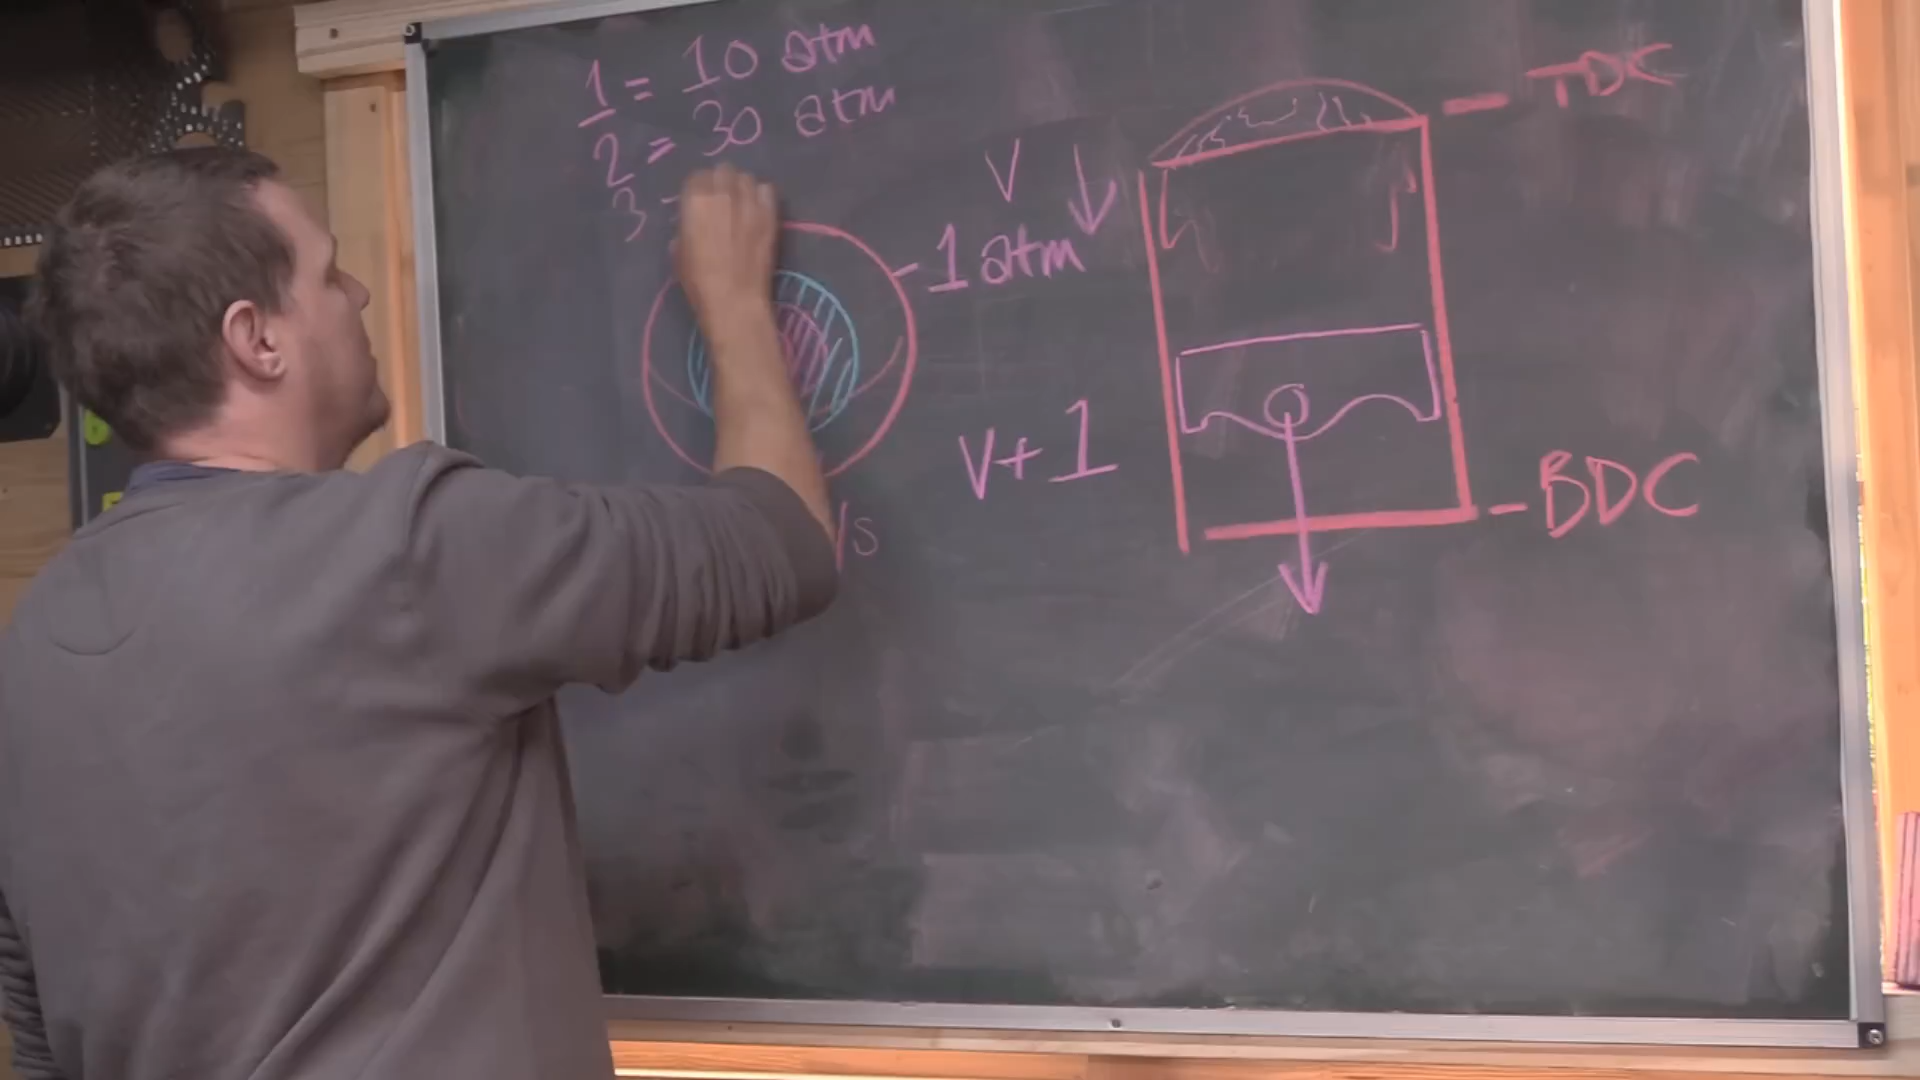 1 = 10 atm
2 = 30 atm
3 =
TDC
V
1 atm
V+1
BDC
/s